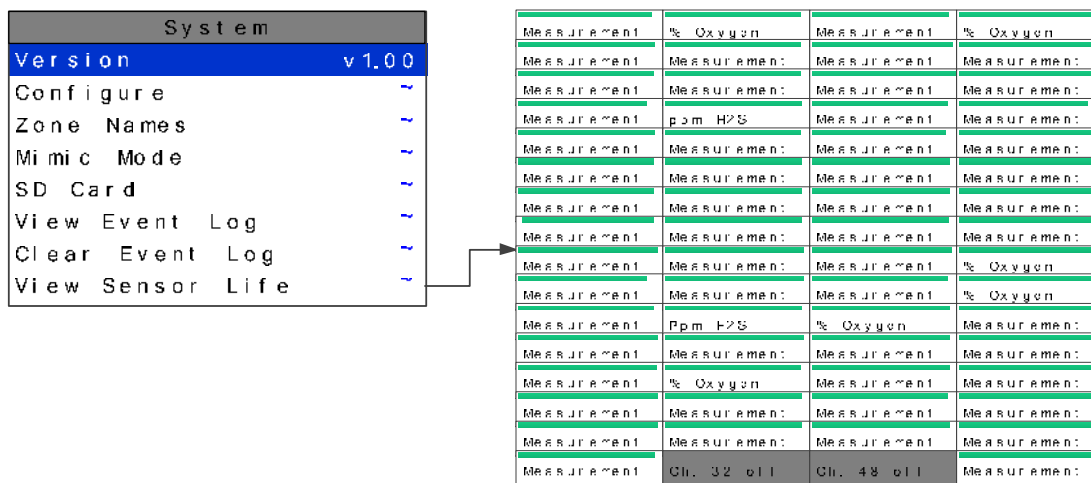 System
Version v1.00
Configure ~
Zone Names ~
Mimic Mode ~
SD Card ~
View Event Log ~
Clear Event Log ~
View Sensor Life ~
Measurement % Oxygen Measurement % Oxygen
Measurement Measurement Measurement Measurement
Measurement Measurement Measurement Measurement
Measurement ppm H2S Measurement Measurement
Measurement Measurement Measurement Measurement
Measurement Measurement Measurement Measurement
Measurement Measurement Measurement Measurement
Measurement Measurement Measurement Measurement
Measurement Measurement Measurement % Oxygen
Measurement Measurement Measurement % Oxygen
Measurement Ppm H2S % Oxygen Measurement
Measurement Measurement Measurement Measurement
Measurement % Oxygen Measurement Measurement
Measurement Measurement Measurement Measurement
Measurement Measurement Measurement Measurement
Measurement Ch. 32 off Ch. 48 off Measurement